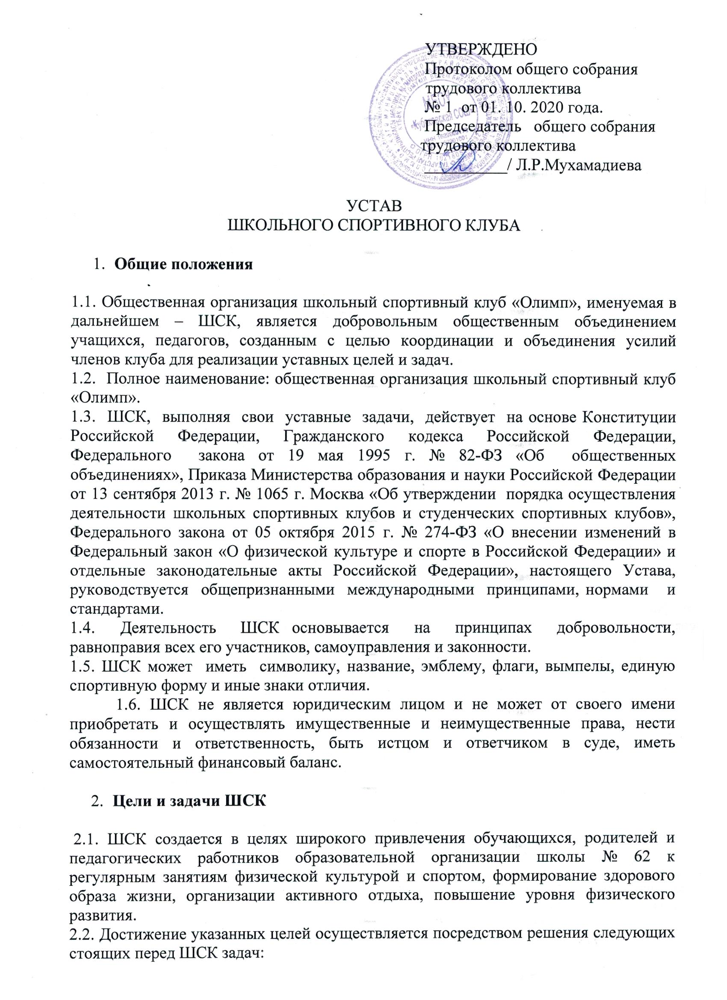 УТВЕРЖДЕНО
Протоколом общего собрания
трудового коллектива
№ 1 от 01. 10. 2020 года.
Председатель общего собрания
трудового коллектива
/ Л.Р.Мухамадиева
МБОУ
«Кубяковская СОШ»
УСТАВ
ШКОЛЬНОГО СПОРТИВНОГО КЛУБА
1. Общие положения
1.1. Общественная организация школьный спортивный клуб «Олимп», именуемая в
дальнейшем – ШСК, является добровольным общественным объединением
учащихся, педагогов, созданным с целью координации и объединения усилий
членов клуба для реализации уставных целей и задач.
1.2. Полное наименование: общественная организация школьный спортивный клуб
«Олимп».
1.3. ШСК, выполняя свои уставные задачи, действует на основе Конституции
Российской Федерации, Гражданского кодекса Российской Федерации,
Федерального закона от 19 мая 1995 г. № 82-ФЗ «Об общественных
объединениях», Приказа Министерства образования и науки Российской Федерации
от 13 сентября 2013 г. № 1065 г. Москва «Об утверждении порядка осуществления
деятельности школьных спортивных клубов и студенческих спортивных клубов»,
Федерального закона от 05 октября 2015 г. № 274-ФЗ «О внесении изменений в
Федеральный закон «О физической культуре и спорте в Российской Федерации» и
отдельные законодательные акты Российской Федерации», настоящего Устава,
руководствуется общепризнанными международными принципами, нормами и
стандартами.
1.4. Деятельность ШСК основывается на принципах добровольности,
равноправия всех его участников, самоуправления и законности.
1.5. ШСК может иметь символику, название, эмблему, флаги, вымпелы, единую
спортивную форму и иные знаки отличия.
1.6. ШСК не является юридическим лицом и не может от своего имени
приобретать и осуществлять имущественные и неимущественные права, нести
обязанности и ответственность, быть истцом и ответчиком в суде, иметь
самостоятельный финансовый баланс.
2. Цели и задачи ШСК
2.1. ШСК создается в целях широкого привлечения обучающихся, родителей и
педагогических работников образовательной организации школы № 62 к
регулярным занятиям физической культурой и спортом, формирование здорового
образа жизни, организации активного отдыха, повышение уровня физического
развития.
2.2. Достижение указанных целей осуществляется посредством решения следующих
стоящих перед ШСК задач: